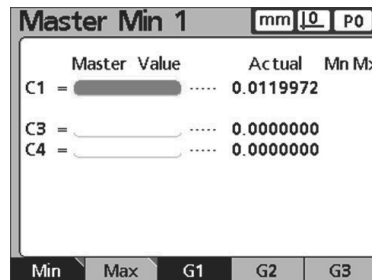 Master Min 1 mm 0 P0
Master Value Actual Mn Mx
C1 = ..... 0.0119972
C3 = ..... 0.0000000
C4 = ..... 0.0000000
Min Max G1 G2 G3